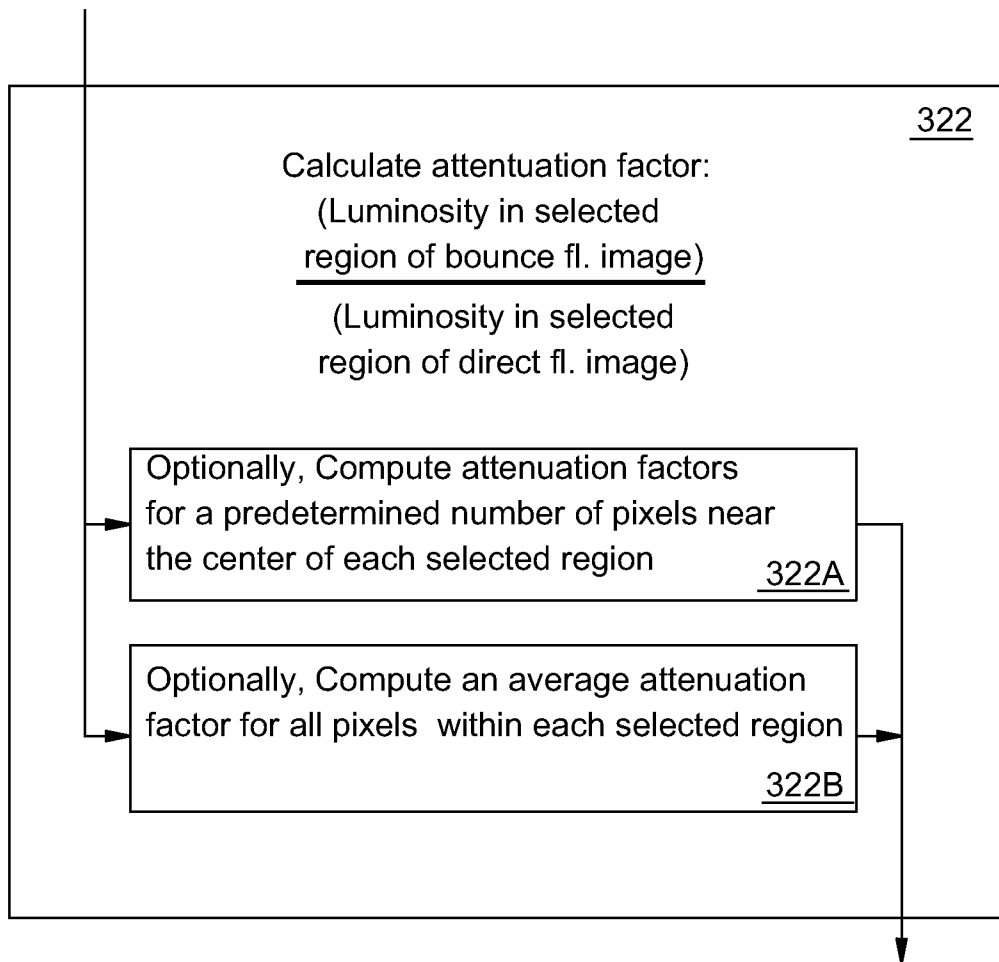 322
Calculate attentuation factor:
(Luminosity in selected
region of bounce fl. image)
(Luminosity in selected
region of direct fl. image)
Optionally, Compute attenuation factors
for a predetermined number of pixels near
the center of each selected region
322A
Optionally, Compute an average attenuation
factor for all pixels within each selected region
322B